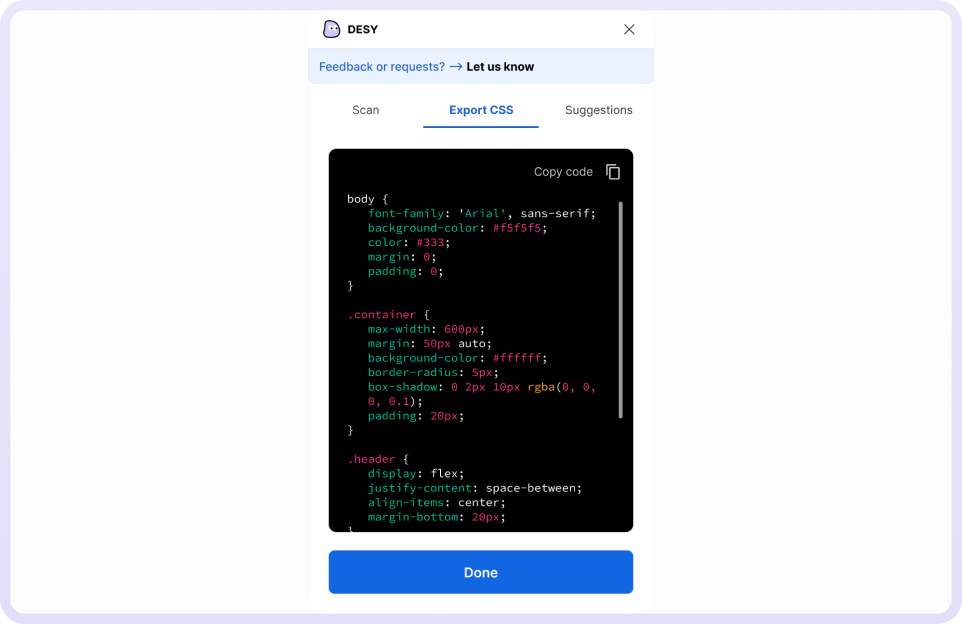 DESY
Feedback or requests? → Let us know
Scan
Export CSS
Suggestions
Copy code
body {
font-family: 'Arial', sans-serif;
background-color: #f5f5f5;
color: #333;
margin: 0;
padding: 0;
}
.container {
max-width: 600px;
margin: 50px auto;
background-color: #ffffff;
border-radius: 5px;
box-shadow: 0 2px 10px rgba(0, 0,
0, 0.1);
padding: 20px;
}
.header {
display: flex;
justify-content: space-between;
align-items: center;
margin-bottom: 20px;
}
Done